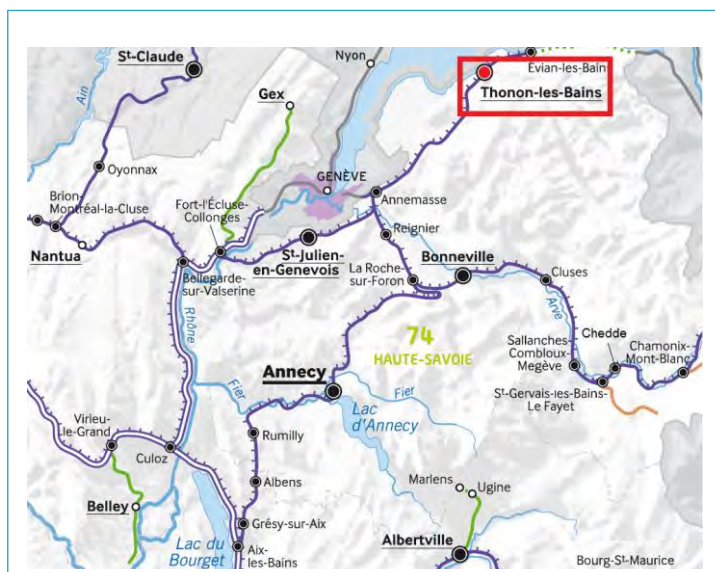 Nyon
Evian-les-Bain
St-Claude
Thonon-les-Bains
Ain
Gex
Oyonnax
GENÈVE
Annemasse
Brion-
Montréal-la-Cluse
Fort-l'Écluse-
Collonges
Reignier
Nantua
St-Julien-
en-Genevois
Bonneville
La Roche-
sur-Foron
Cluses
Bellegarde-
sur-Valserine
Rhône
Arve
74
HAUTE-SAVOIE
Sallanches-
Combloux-
Megève
Chedde
Chamonix-
Mont-Blanc
Annecy
Fier
Fier
St-Gervais-les-Bains-
Le Fayet
Lac
d'Annecy
Virieu-
le-Grand
Rumilly
Culoz
Marlens
Ugine
Albens
Belley
Grésy-sur-Aix
Albertville
Lac du
Bourget
Aix-
les-Bains
Bourg-St-Maurice